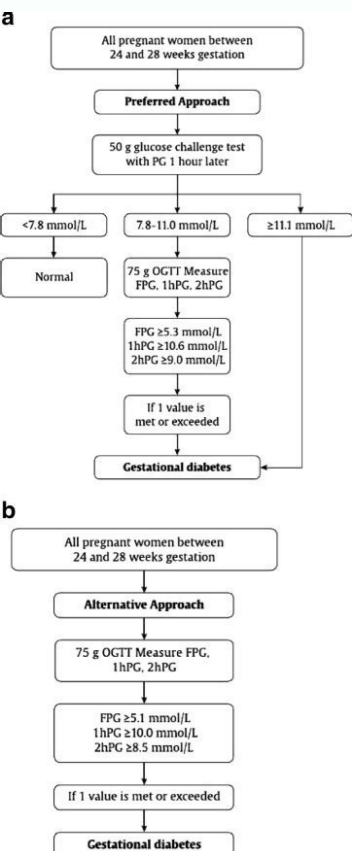 a
All pregnant women between
24 and 28 weeks gestation
Preferred Approach
50 g glucose challenge test
with PG 1 hour later
<7.8 mmol/L
7.8-11.0 mmol/L
≥11.1 mmol/L
Normal
75 g OGTT Measure
FPG, 1hPG, 2hPG
FPG ≥5.3 mmol/L
1hPG ≥10.6 mmol/L
2hPG ≥9.0 mmol/L
If 1 value is
met or exceeded
Gestational diabetes
b
All pregnant women between
24 and 28 weeks gestation
Alternative Approach
75 g OGTT Measure FPG,
1hPG, 2hPG
FPG ≥5.1 mmol/L
1hPG ≥10.0 mmol/L
2hPG ≥8.5 mmol/L
If 1 value is met or exceeded
Gestational diabetes